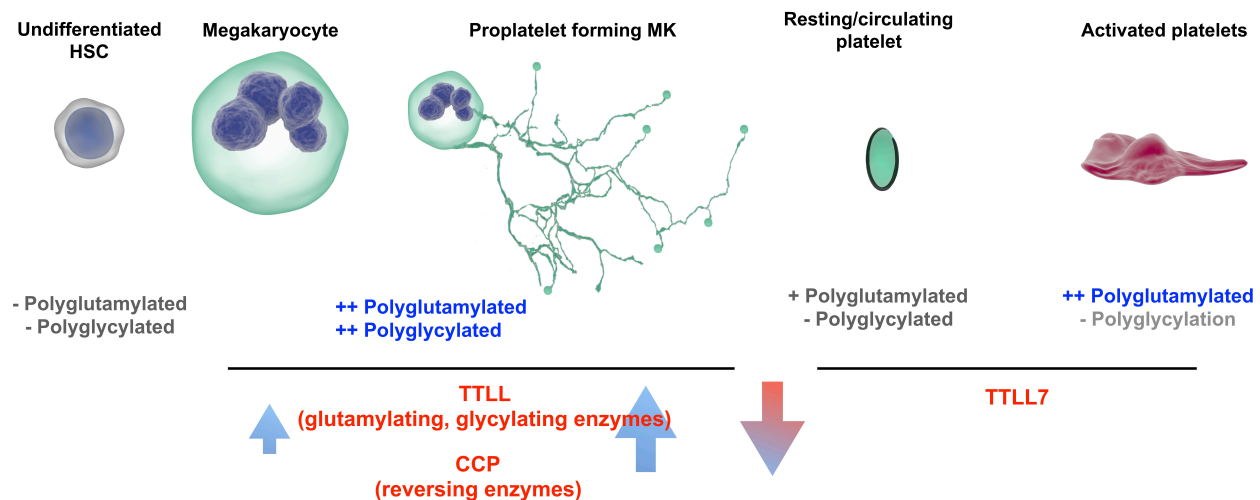 Undifferentiated
HSC
Megakaryocyte
Proplatelet forming MK
Resting/circulating
platelet
Activated platelets
- Polyglutamylated
- Polyglycylated
++ Polyglutamylated
++ Polyglycylated
+ Polyglutamylated
- Polyglycylated
++ Polyglutamylated
- Polyglycylation
TTLL
(glutamylating, glycylating enzymes)
CCP
(reversing enzymes)
TTLL7